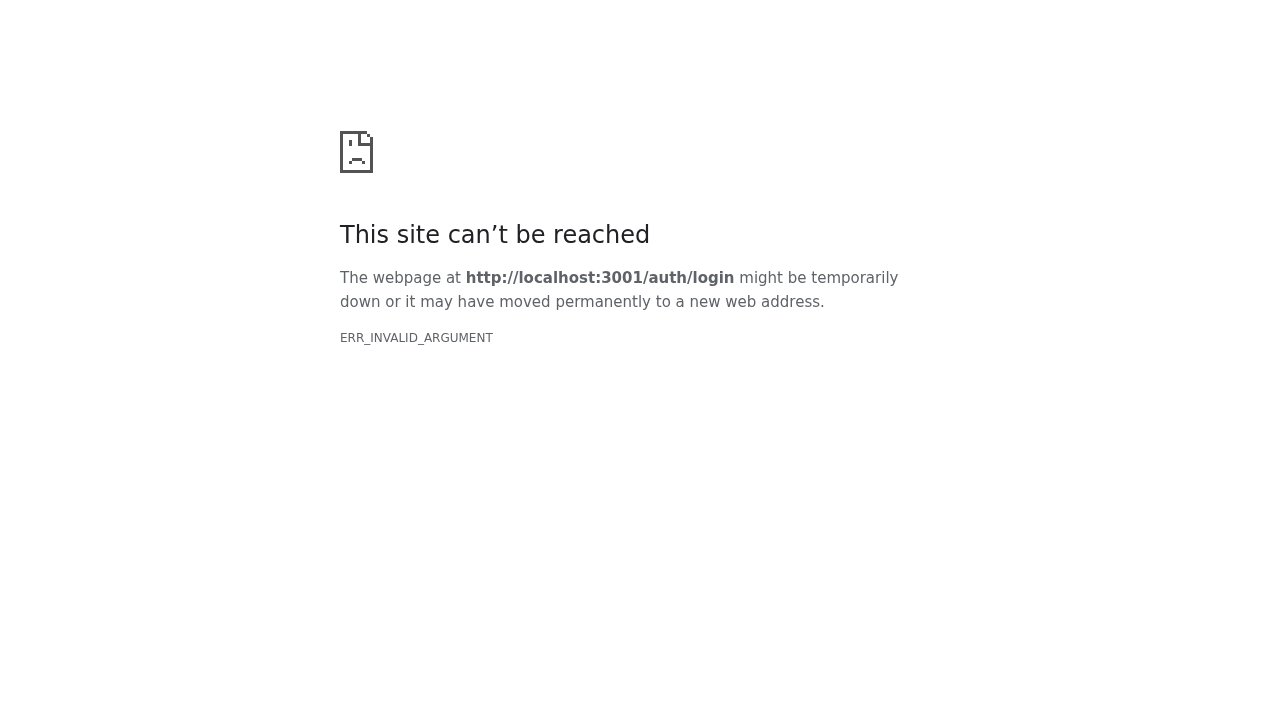 This site can’t be reached
The webpage at http://localhost:3001/auth/login might be temporarily
down or it may have moved permanently to a new web address.
ERR_INVALID_ARGUMENT